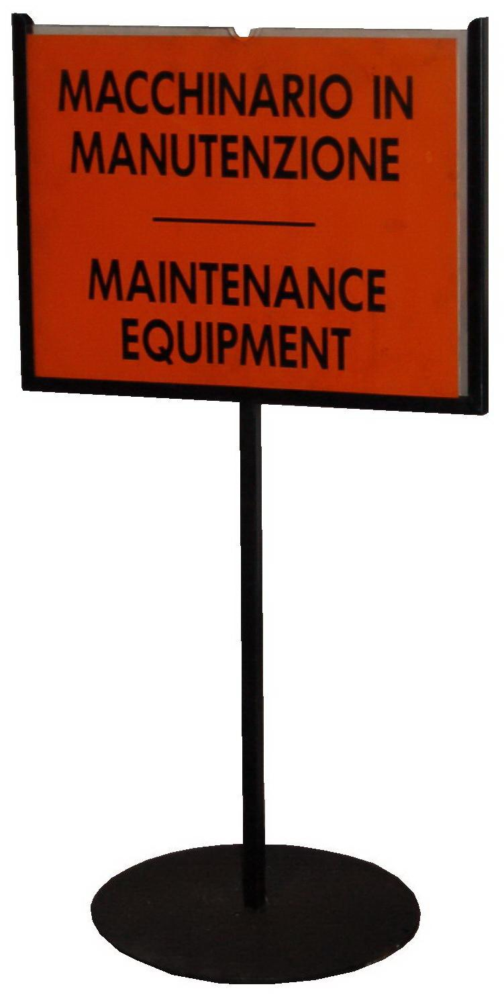 MACCHINARIO IN
MANUTENZIONE
MAINTENANCE
EQUIPMENT